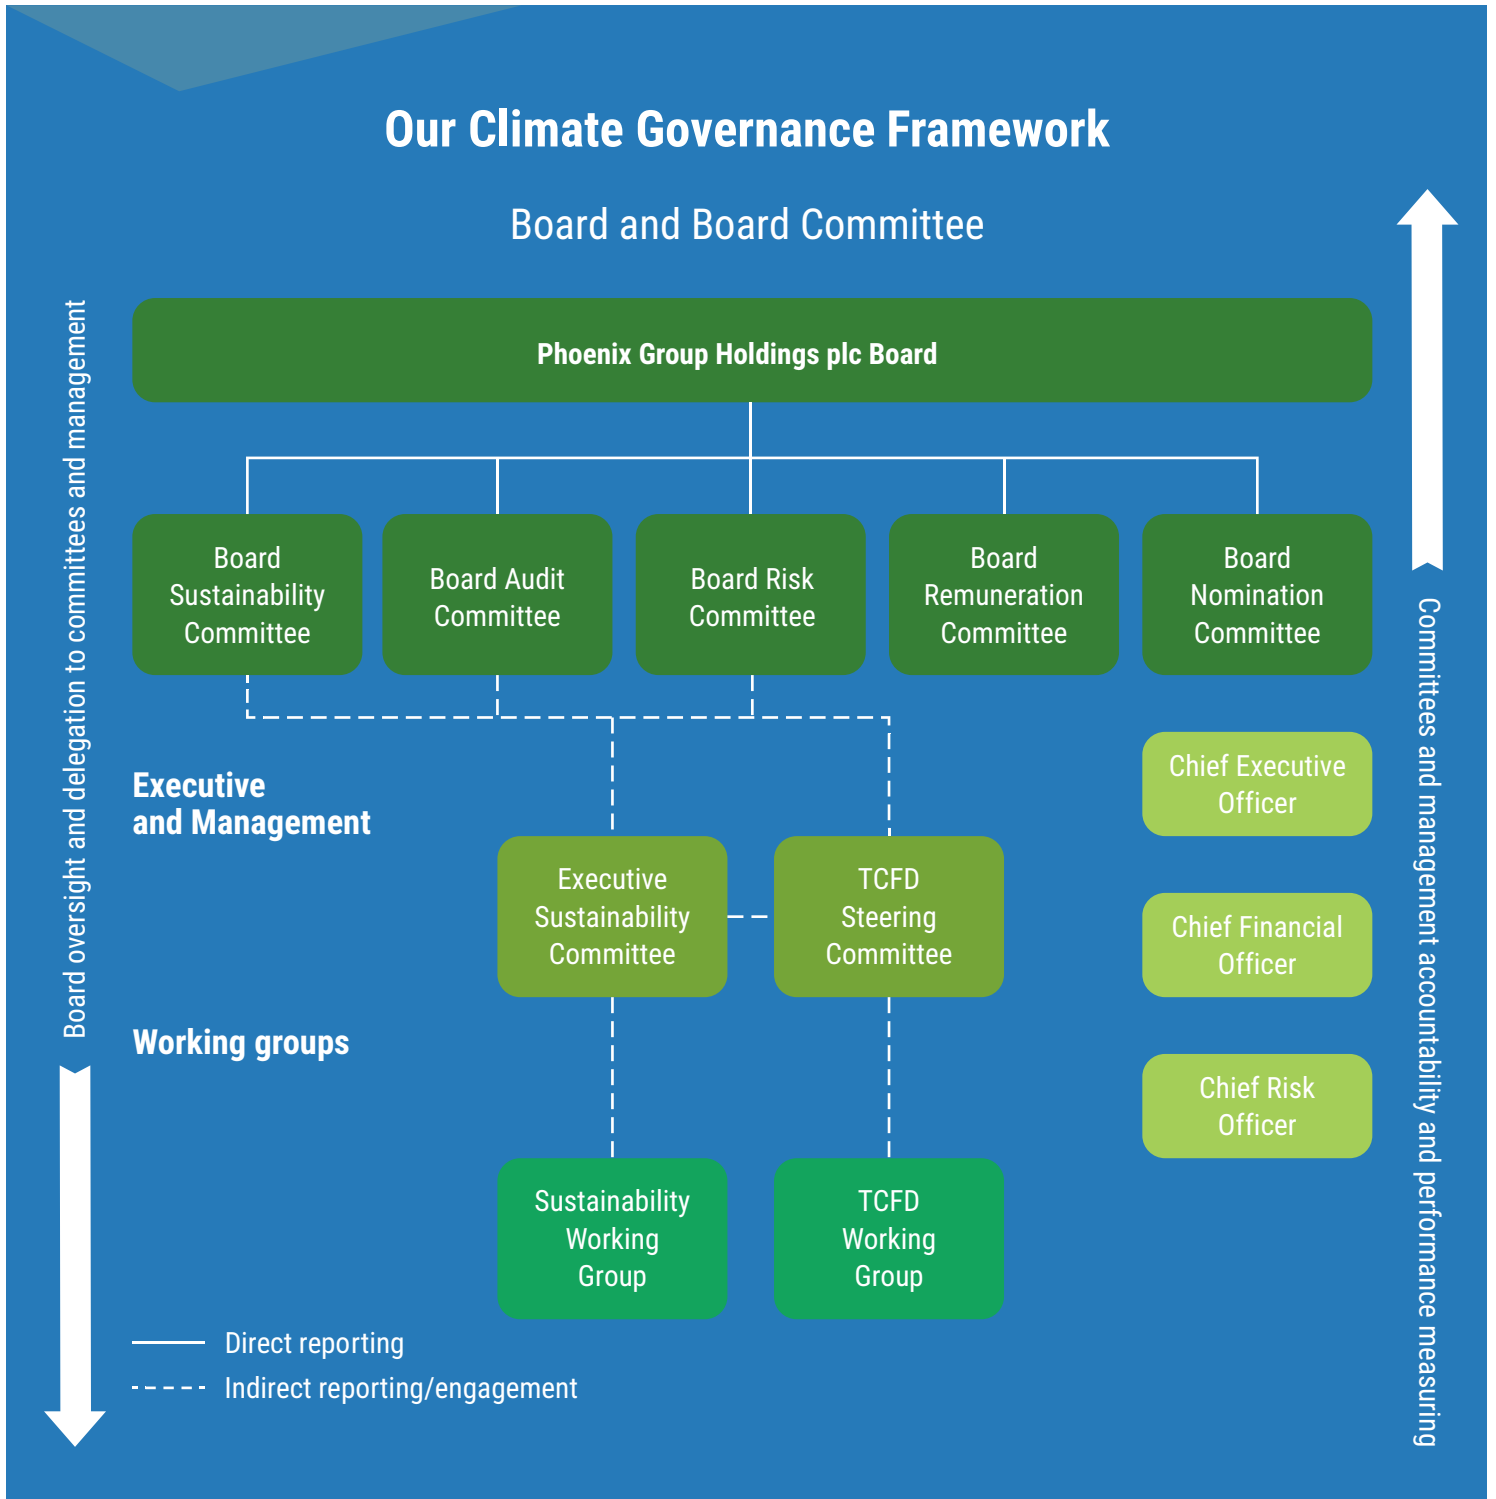 Our Climate Governance Framework
Board and Board Committee
Board oversight and delegation to committees and management
Committees and management accountability and performance measuring
Phoenix Group Holdings plc Board
Board
Sustainability
Committee
Board Audit
Committee
Board Risk
Committee
Board
Remuneration
Committee
Board
Nomination
Committee
Executive
and Management
Executive
Sustainability
Committee
TCFD
Steering
Committee
Chief Executive
Officer
Chief Financial
Officer
Chief Risk
Officer
Working groups
Sustainability
Working
Group
TCFD
Working
Group
Direct reporting
Indirect reporting/engagement